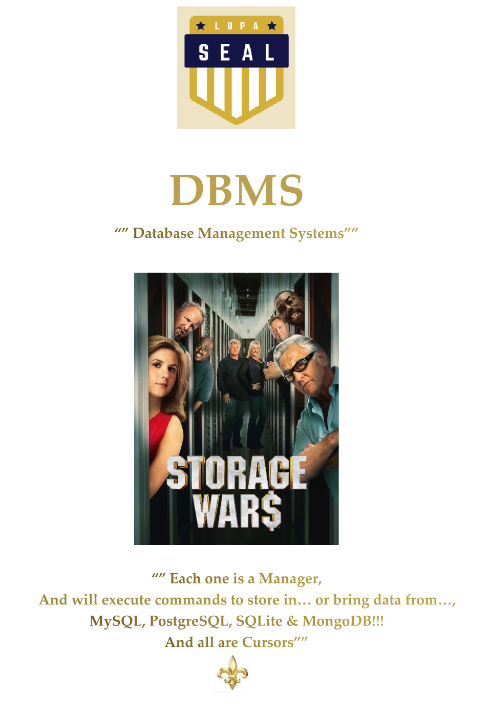 ★ LUPA ★
SEAL
DBMS
“” Database Management Systems””
STORAGE
WAR$
“” Each one is a Manager,
And will execute commands to store in… or bring data from…,
MySQL, PostgreSQL, SQLite & MongoDB!!!
And all are Cursors””